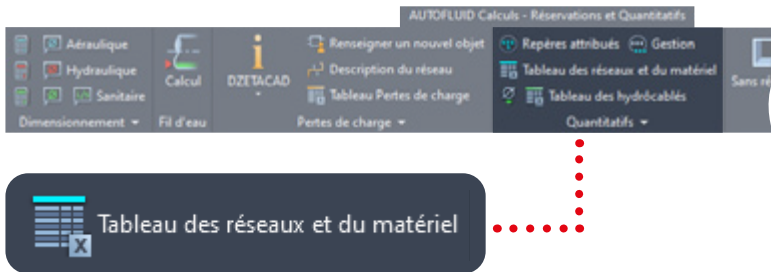 AUTOFLUID Calculs - Réservations et Quantitatifs
Aéraulique
Hydraulique
Sanitaire
Dimensionnement
Calcul
Fil d'eau
DZETACAD
Renseigner un nouvel objet
Description du réseau
Tableau Pertes de charge
Pertes de charge
Repères attribués Gestion
Tableau des réseaux et du matériel
Tableau des hydrócablés
Quantitatifs
Sans ré
Tableau des réseaux et du matériel